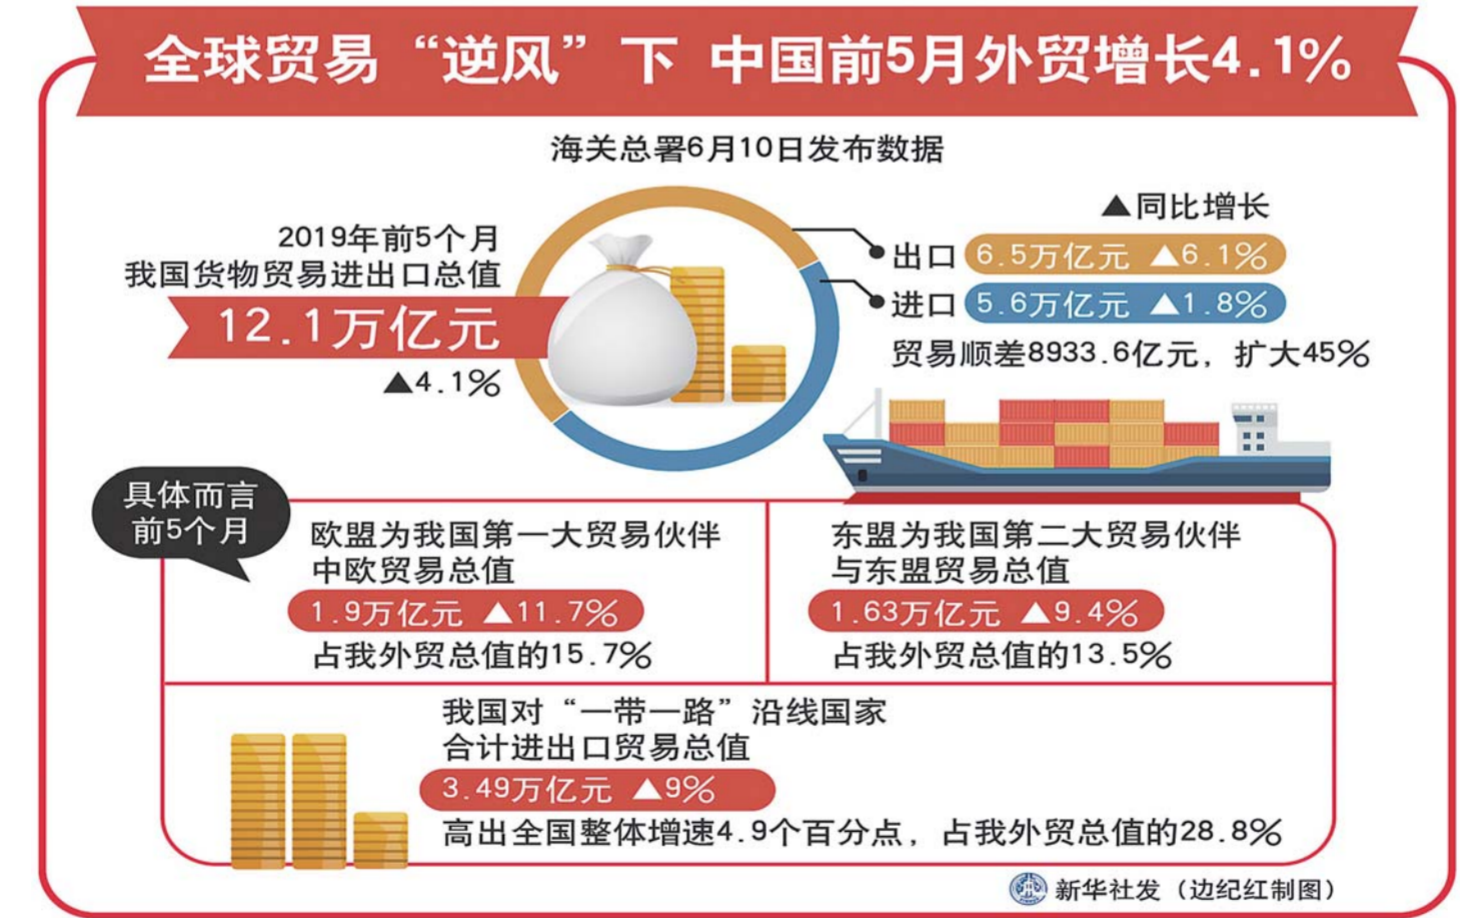 全球贸易“逆风”下 中国前5月外贸增长4.1%
海关总署6月10日发布数据
2019年前5个月
我国货物贸易进出口总值
12.1万亿元
▲4.1%
▲同比增长
出口 6.5万亿元 ▲6.1%
进口 5.6万亿元 ▲1.8%
贸易顺差8933.6亿元，扩大45%
具体而言
前5个月
欧盟为我国第一大贸易伙伴
中欧贸易总值
1.9万亿元 ▲11.7%
占我外贸总值的15.7%
东盟为我国第二大贸易伙伴
与东盟贸易总值
1.63万亿元 ▲9.4%
占我外贸总值的13.5%
我国对“一带一路”沿线国家
合计进出口贸易总值
3.49万亿元 ▲9%
高出全国整体增速4.9个百分点，占我外贸总值的28.8%
新华社发（边纪红制图）